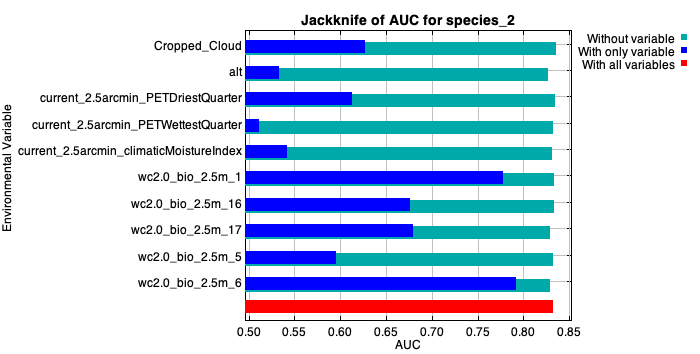 Jackknife of AUC for species_2
Without variable
With only variable
With all variables
Environmental Variable
Cropped_Cloud
alt
current_2.5arcmin_PETDriestQuarter
current_2.5arcmin_PETWettestQuarter
current_2.5arcmin_climaticMoistureIndex
wc2.0_bio_2.5m_1
wc2.0_bio_2.5m_16
wc2.0_bio_2.5m_17
wc2.0_bio_2.5m_5
wc2.0_bio_2.5m_6
0.50 0.55 0.60 0.65 0.70 0.75 0.80 0.85
AUC